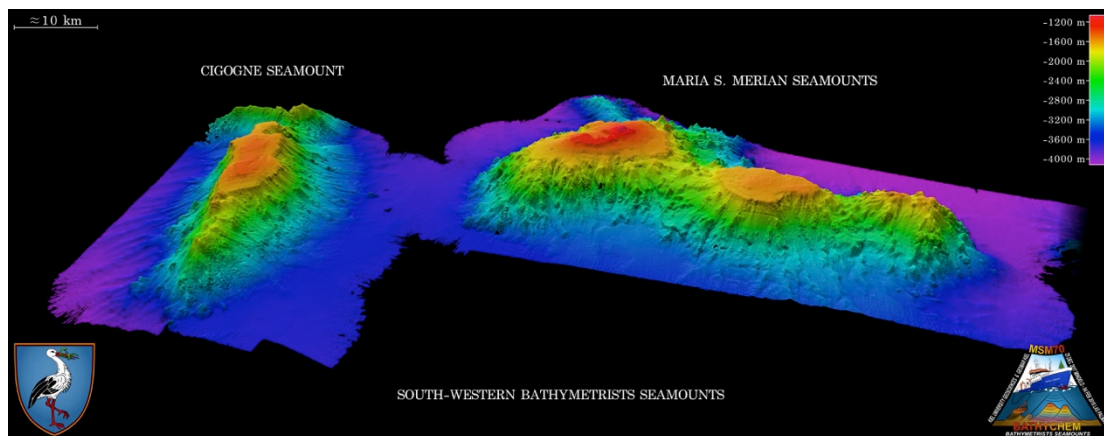 ≈10 km
CIGOGNE SEAMOUNT
MARIA S. MERIAN SEAMOUNTS
-1200 m
-1600 m
-2000 m
-2400 m
-2800 m
-3200 m
-3600 m
-4000 m
SOUTH-WESTERN BATHYMETRISTS SEAMOUNTS
MSM70
BATHYCHEM
BATHYMETRISTS SEAMOUNTS